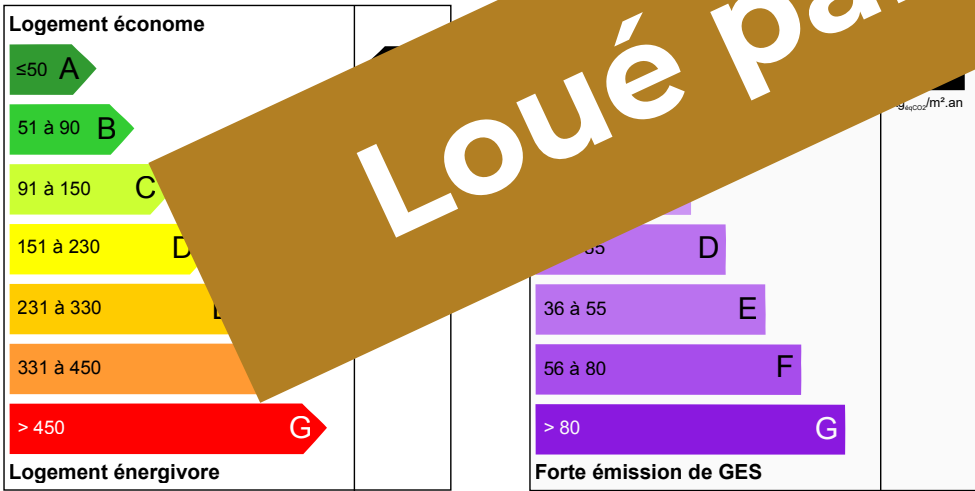 Logement économe
≤50 A
51 à 90 B
91 à 150 C
151 à 230 D
231 à 330
331 à 450
> 450 G
Logement énergivore
Loué
/m².an
D
36 à 55 E
56 à 80 F
> 80 G
Forte émission de GES